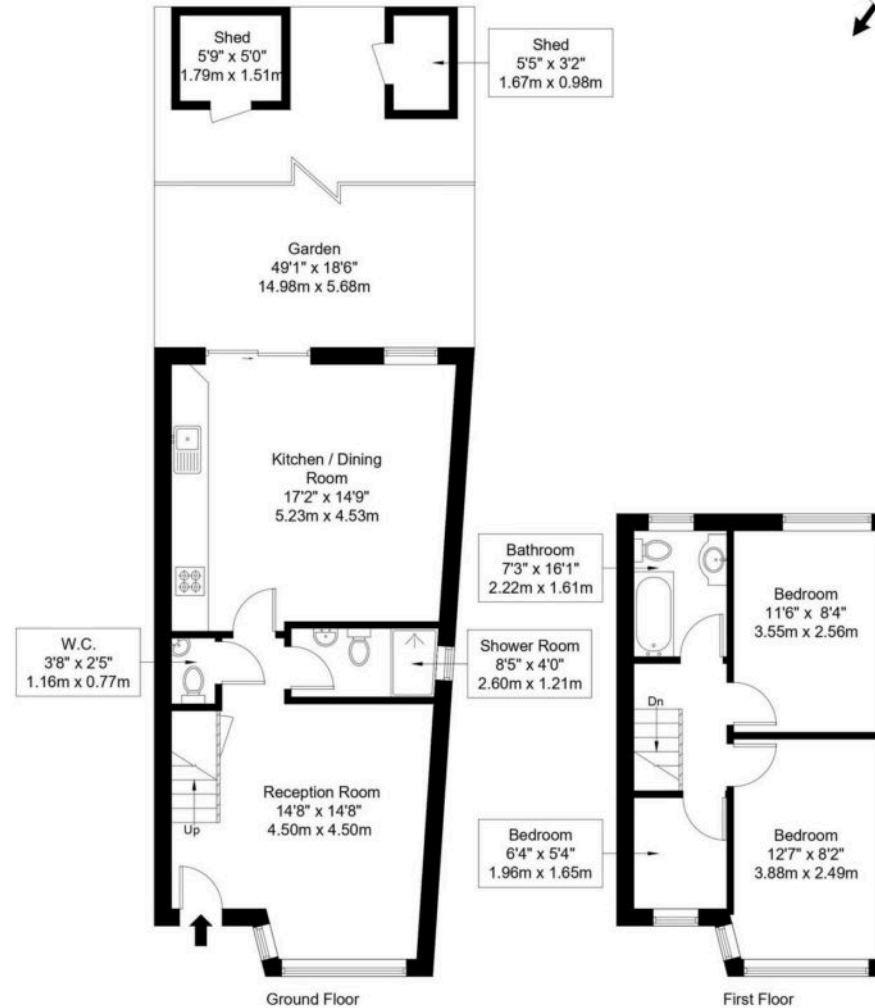 Shed
5'9" x 5'0"
1.79m x 1.51m
Shed
5'5" x 3'2"
1.67m x 0.98m
Garden
49'1" x 18'6"
14.98m x 5.68m
Kitchen / Dining
Room
17'2" x 14'9"
5.23m x 4.53m
W.C.
3'8" x 2'5"
1.16m x 0.77m
Shower Room
8'5" x 4'0"
2.60m x 1.21m
Reception Room
14'8" x 14'8"
4.50m x 4.50m
Up
Ground Floor
Bathroom
7'3" x 16'1"
2.22m x 1.61m
Bedroom
11'6" x 8'4"
3.55m x 2.56m
Dn
Bedroom
6'4" x 5'4"
1.96m x 1.65m
Bedroom
12'7" x 8'2"
3.88m x 2.49m
First Floor